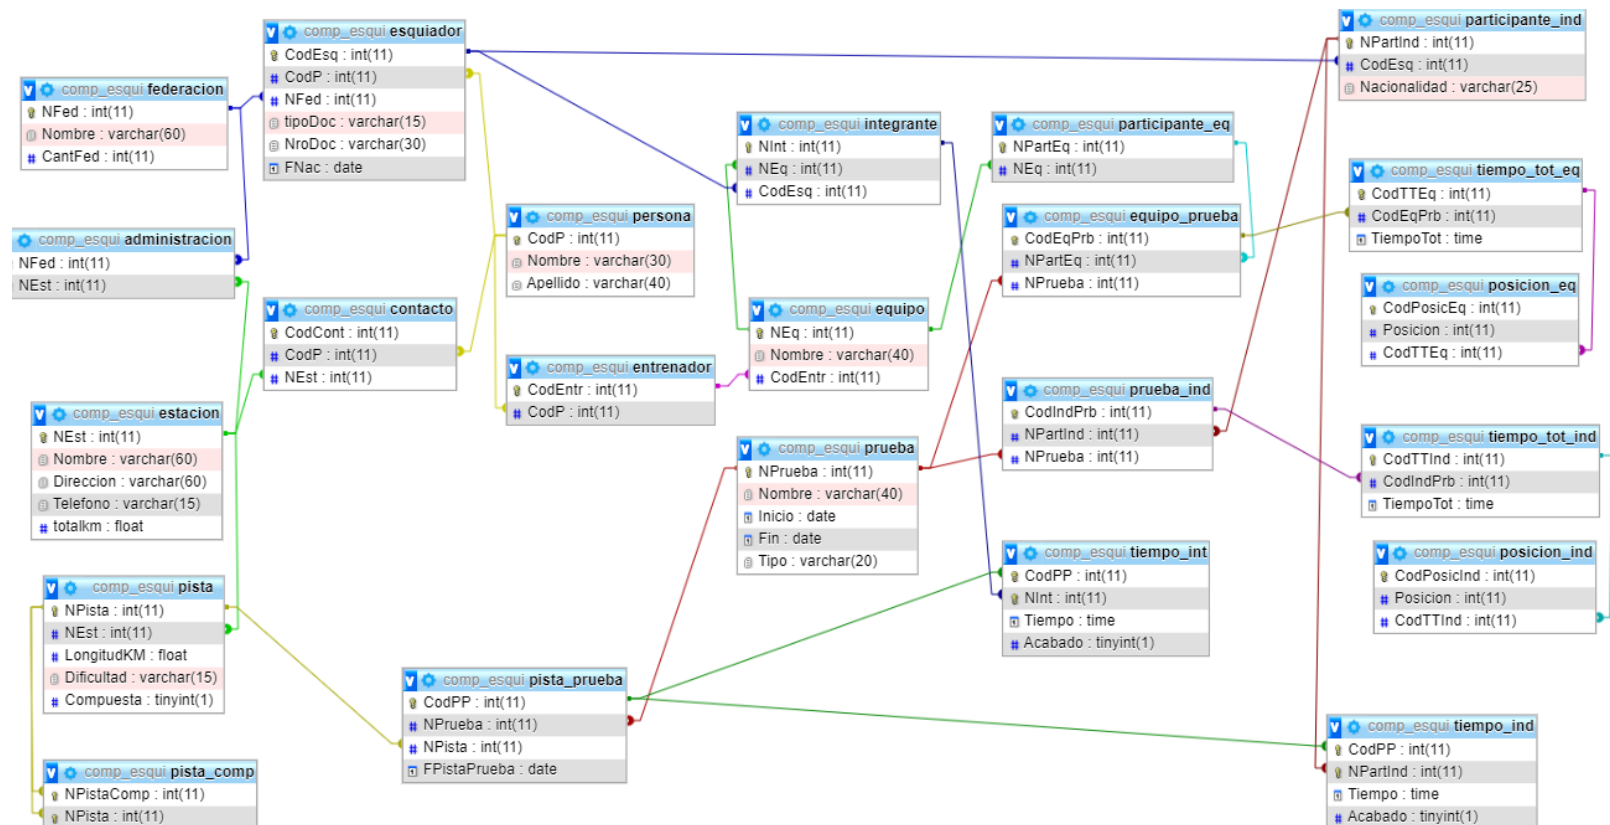 comp_esqui esquiador
CodEsq : int(11)
CodP : int(11)
NFed : int(11)
tipoDoc : varchar(15)
NroDoc : varchar(30)
FNac : date
comp_esqui federacion
NFed : int(11)
Nombre : varchar(60)
CantFed : int(11)
comp_esqui administracion
NFed : int(11)
NEst : int(11)
comp_esqui contacto
CodCont : int(11)
CodP : int(11)
NEst : int(11)
comp_esqui estacion
NEst : int(11)
Nombre : varchar(60)
Direccion : varchar(60)
Telefono : varchar(15)
totalkm : float
comp_esqui pista
NPista : int(11)
NEst : int(11)
LongitudKM : float
Dificultad : varchar(15)
Compuesta : tinyint(1)
comp_esqui pista_comp
NPistaComp : int(11)
NPista : int(11)
comp_esqui persona
CodP : int(11)
Nombre : varchar(30)
Apellido : varchar(40)
comp_esqui entrenador
CodEntr : int(11)
CodP : int(11)
comp_esqui pista_prueba
CodPP : int(11)
NPrueba : int(11)
NPista : int(11)
FPistaPrueba : date
comp_esqui integrante
NInt : int(11)
NEq : int(11)
CodEsq : int(11)
comp_esqui equipo
NEq : int(11)
Nombre : varchar(40)
CodEntr : int(11)
comp_esqui prueba
NPrueba : int(11)
Nombre : varchar(40)
Inicio : date
Fin : date
Tipo : varchar(20)
comp_esqui participante_eq
NPartEq : int(11)
NEq : int(11)
comp_esqui equipo_prueba
CodEqPrb : int(11)
NPartEq : int(11)
NPrueba : int(11)
comp_esqui prueba_ind
CodIndPrb : int(11)
NPartInd : int(11)
NPrueba : int(11)
comp_esqui tiempo_int
CodPP : int(11)
NInt : int(11)
Tiempo : time
Acabado : tinyint(1)
comp_esqui participante_ind
NPartInd : int(11)
CodEsq : int(11)
Nacionalidad : varchar(25)
comp_esqui tiempo_tot_eq
CodTTEq : int(11)
CodEqPrb : int(11)
TiempoTot : time
comp_esqui posicion_eq
CodPosicEq : int(11)
Posicion : int(11)
CodTTEq : int(11)
comp_esqui tiempo_tot_ind
CodTTInd : int(11)
CodIndPrb : int(11)
TiempoTot : time
comp_esqui posicion_ind
CodPosicInd : int(11)
Posicion : int(11)
CodTTInd : int(11)
comp_esqui tiempo_ind
CodPP : int(11)
NPartInd : int(11)
Tiempo : time
Acabado : tinyint(1)